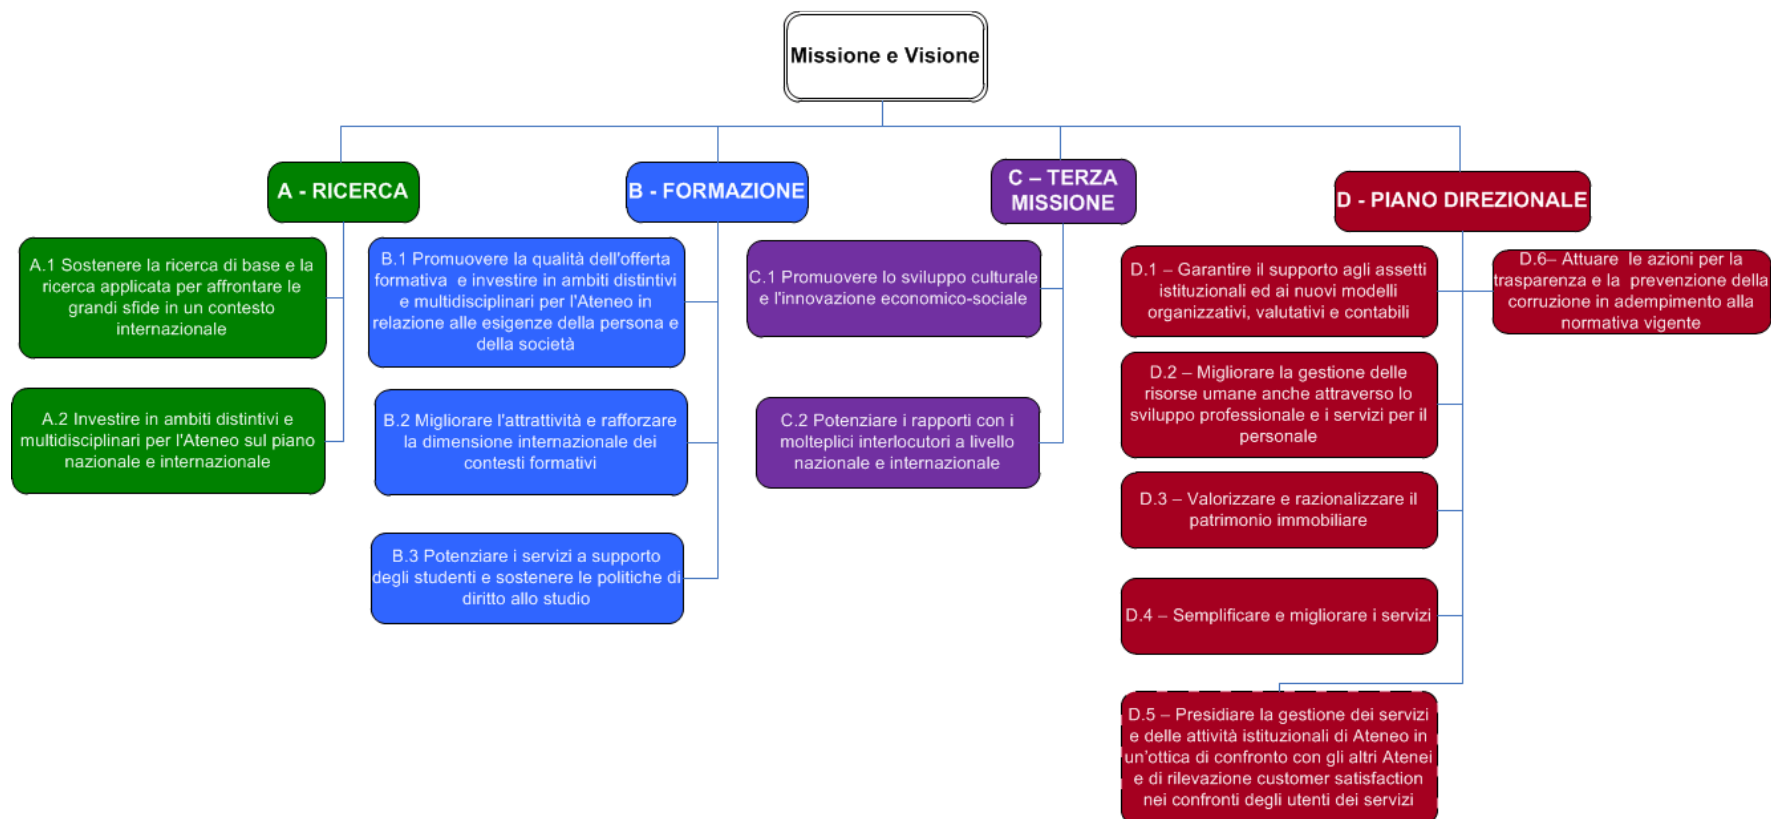 Missione e Visione
A - RICERCA
A.1 Sostenere la ricerca di base e la
ricerca applicata per affrontare le
grandi sfide in un contesto
internazionale
A.2 Investire in ambiti distintivi e
multidisciplinari per l'Ateneo sul piano
nazionale e internazionale
B - FORMAZIONE
B.1 Promuovere la qualità dell'offerta
formativa e investire in ambiti distintivi
e multidisciplinari per l'Ateneo in
relazione alle esigenze della persona e
della società
B.2 Migliorare l'attrattività e rafforzare
la dimensione internazionale dei
contesti formativi
B.3 Potenziare i servizi a supporto
degli studenti e sostenere le politiche di
diritto allo studio
C – TERZA
MISSIONE
C.1 Promuovere lo sviluppo culturale
e l'innovazione economico-sociale
C.2 Potenziare i rapporti con i
molteplici interlocutori a livello
nazionale e internazionale
D - PIANO DIREZIONALE
D.1 – Garantire il supporto agli assetti
istituzionali ed ai nuovi modelli
organizzativi, valutativi e contabili
D.2 – Migliorare la gestione delle
risorse umane anche attraverso lo
sviluppo professionale e i servizi per il
personale
D.3 – Valorizzare e razionalizzare il
patrimonio immobiliare
D.4 – Semplificare e migliorare i servizi
D.5 – Presidiare la gestione dei servizi
e delle attività istituzionali di Ateneo in
un'ottica di confronto con gli altri Atenei
e di rilevazione customer satisfaction
nei confronti degli utenti dei servizi
D.6– Attuare le azioni per la
trasparenza e la prevenzione della
corruzione in adempimento alla
normativa vigente